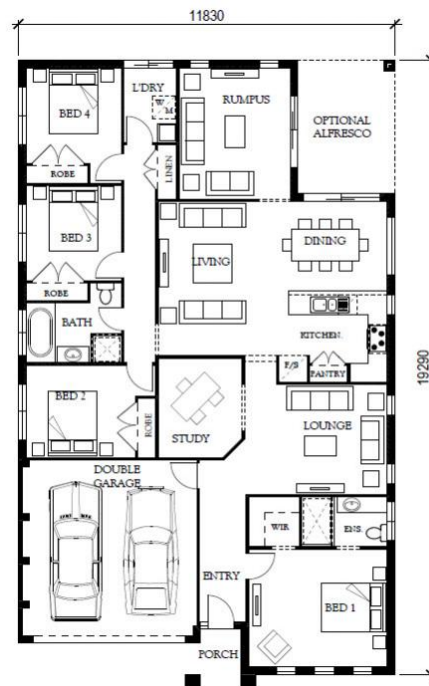 11830
L'DRY
RUMPUS
BED 4
W M
OPTIONAL
ALFRESCO
ROBE
LINEN
BED 3
LIVING
DINING
ROBE
BATH
KITCHEN
F/S
PANTRY
19290
BED 2
ROBE
STUDY
LOUNGE
DOUBLE
GARAGE
WIR
ENS.
ENTRY
BED 1
PORCH